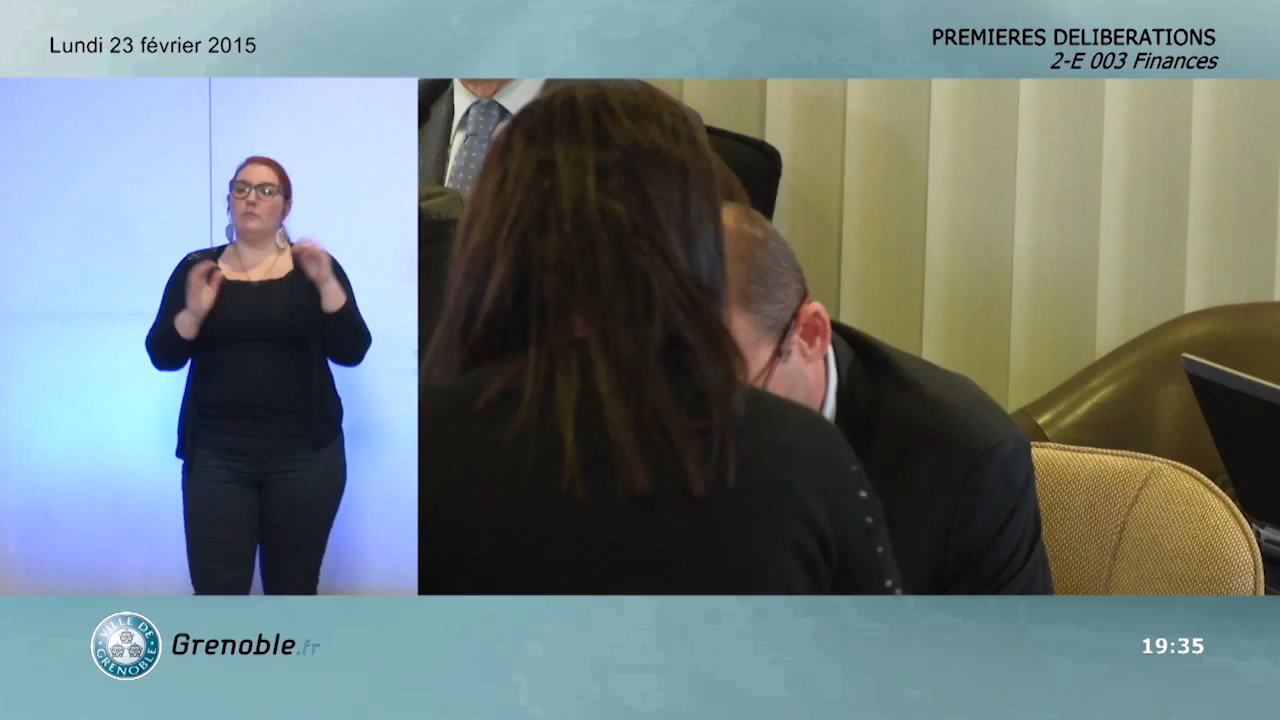 Lundi 23 février 2015
PREMIERES DELIBERATIONS
2-E 003 Finances
VILLE DE
GRENOBLE
Grenoble.fr
19:35